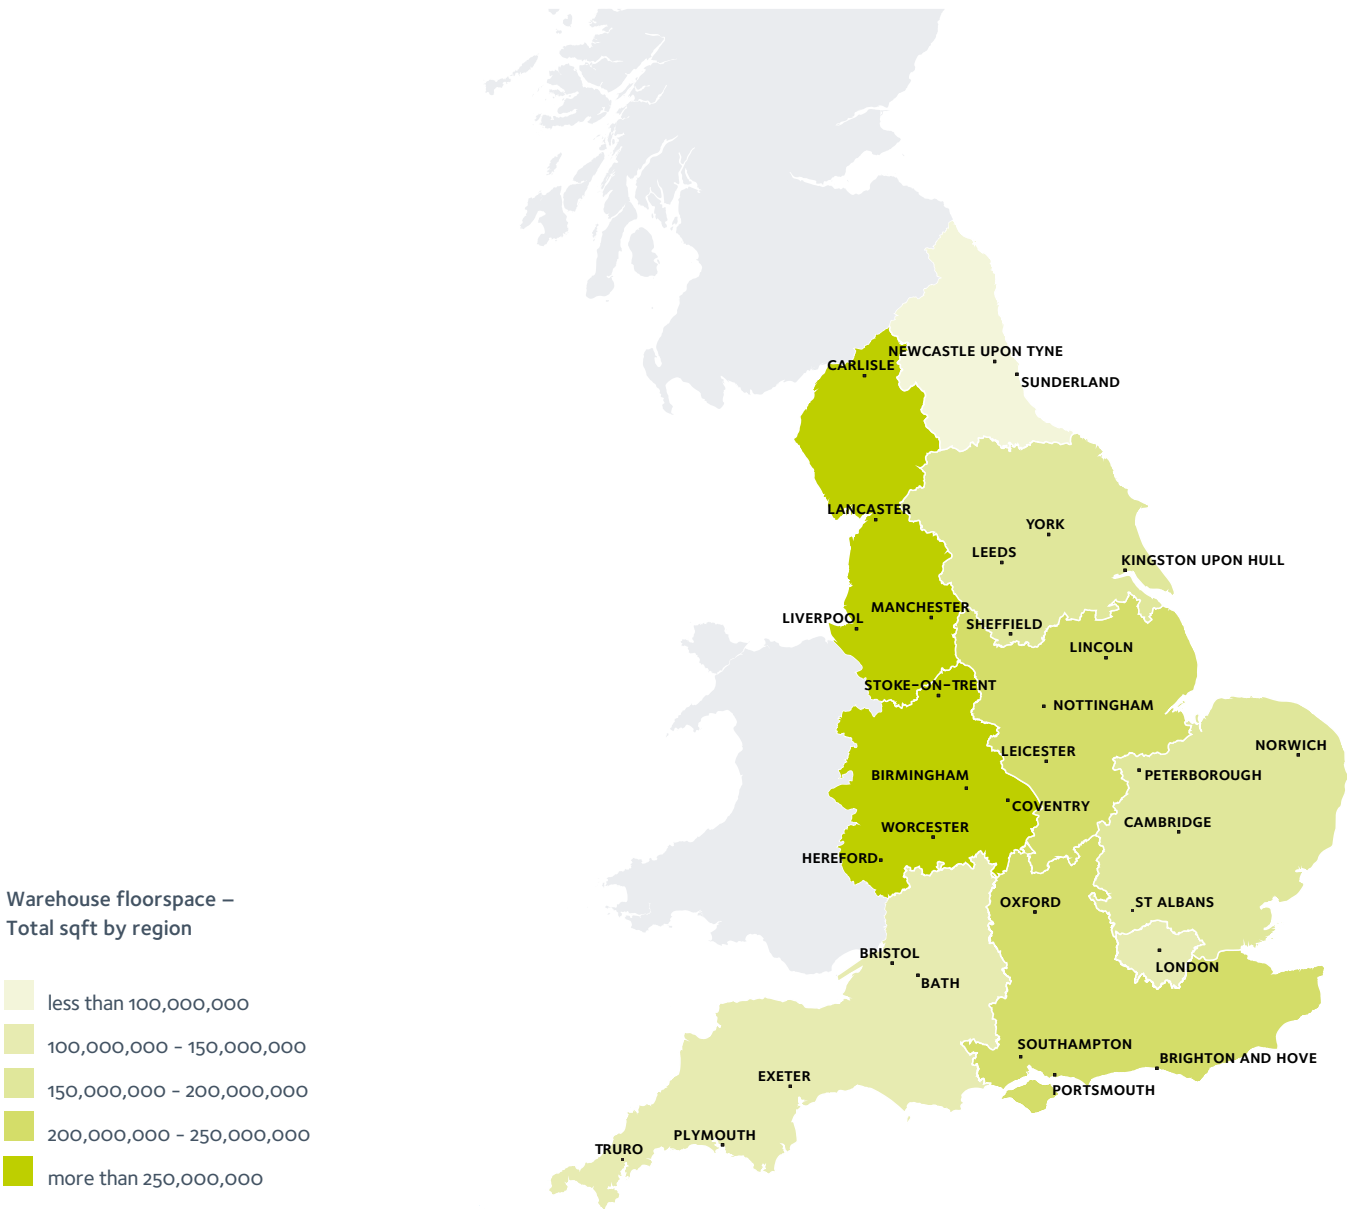 NEWCASTLE UPON TYNE
CARLISLE
SUNDERLAND
LANCASTER
YORK
LEEDS
KINGSTON UPON HULL
MANCHESTER
LIVERPOOL
SHEFFIELD
LINCOLN
STOKE-ON-TRENT
NOTTINGHAM
NORWICH
LEICESTER
BIRMINGHAM
PETERBOROUGH
COVENTRY
CAMBRIDGE
WORCESTER
HEREFORD
OXFORD
ST ALBANS
BRISTOL
LONDON
BATH
SOUTHAMPTON
BRIGHTON AND HOVE
EXETER
PORTSMOUTH
PLYMOUTH
TRURO
Warehouse floorspace –
Total sqft by region
less than 100,000,000
100,000,000 - 150,000,000
150,000,000 - 200,000,000
200,000,000 - 250,000,000
more than 250,000,000